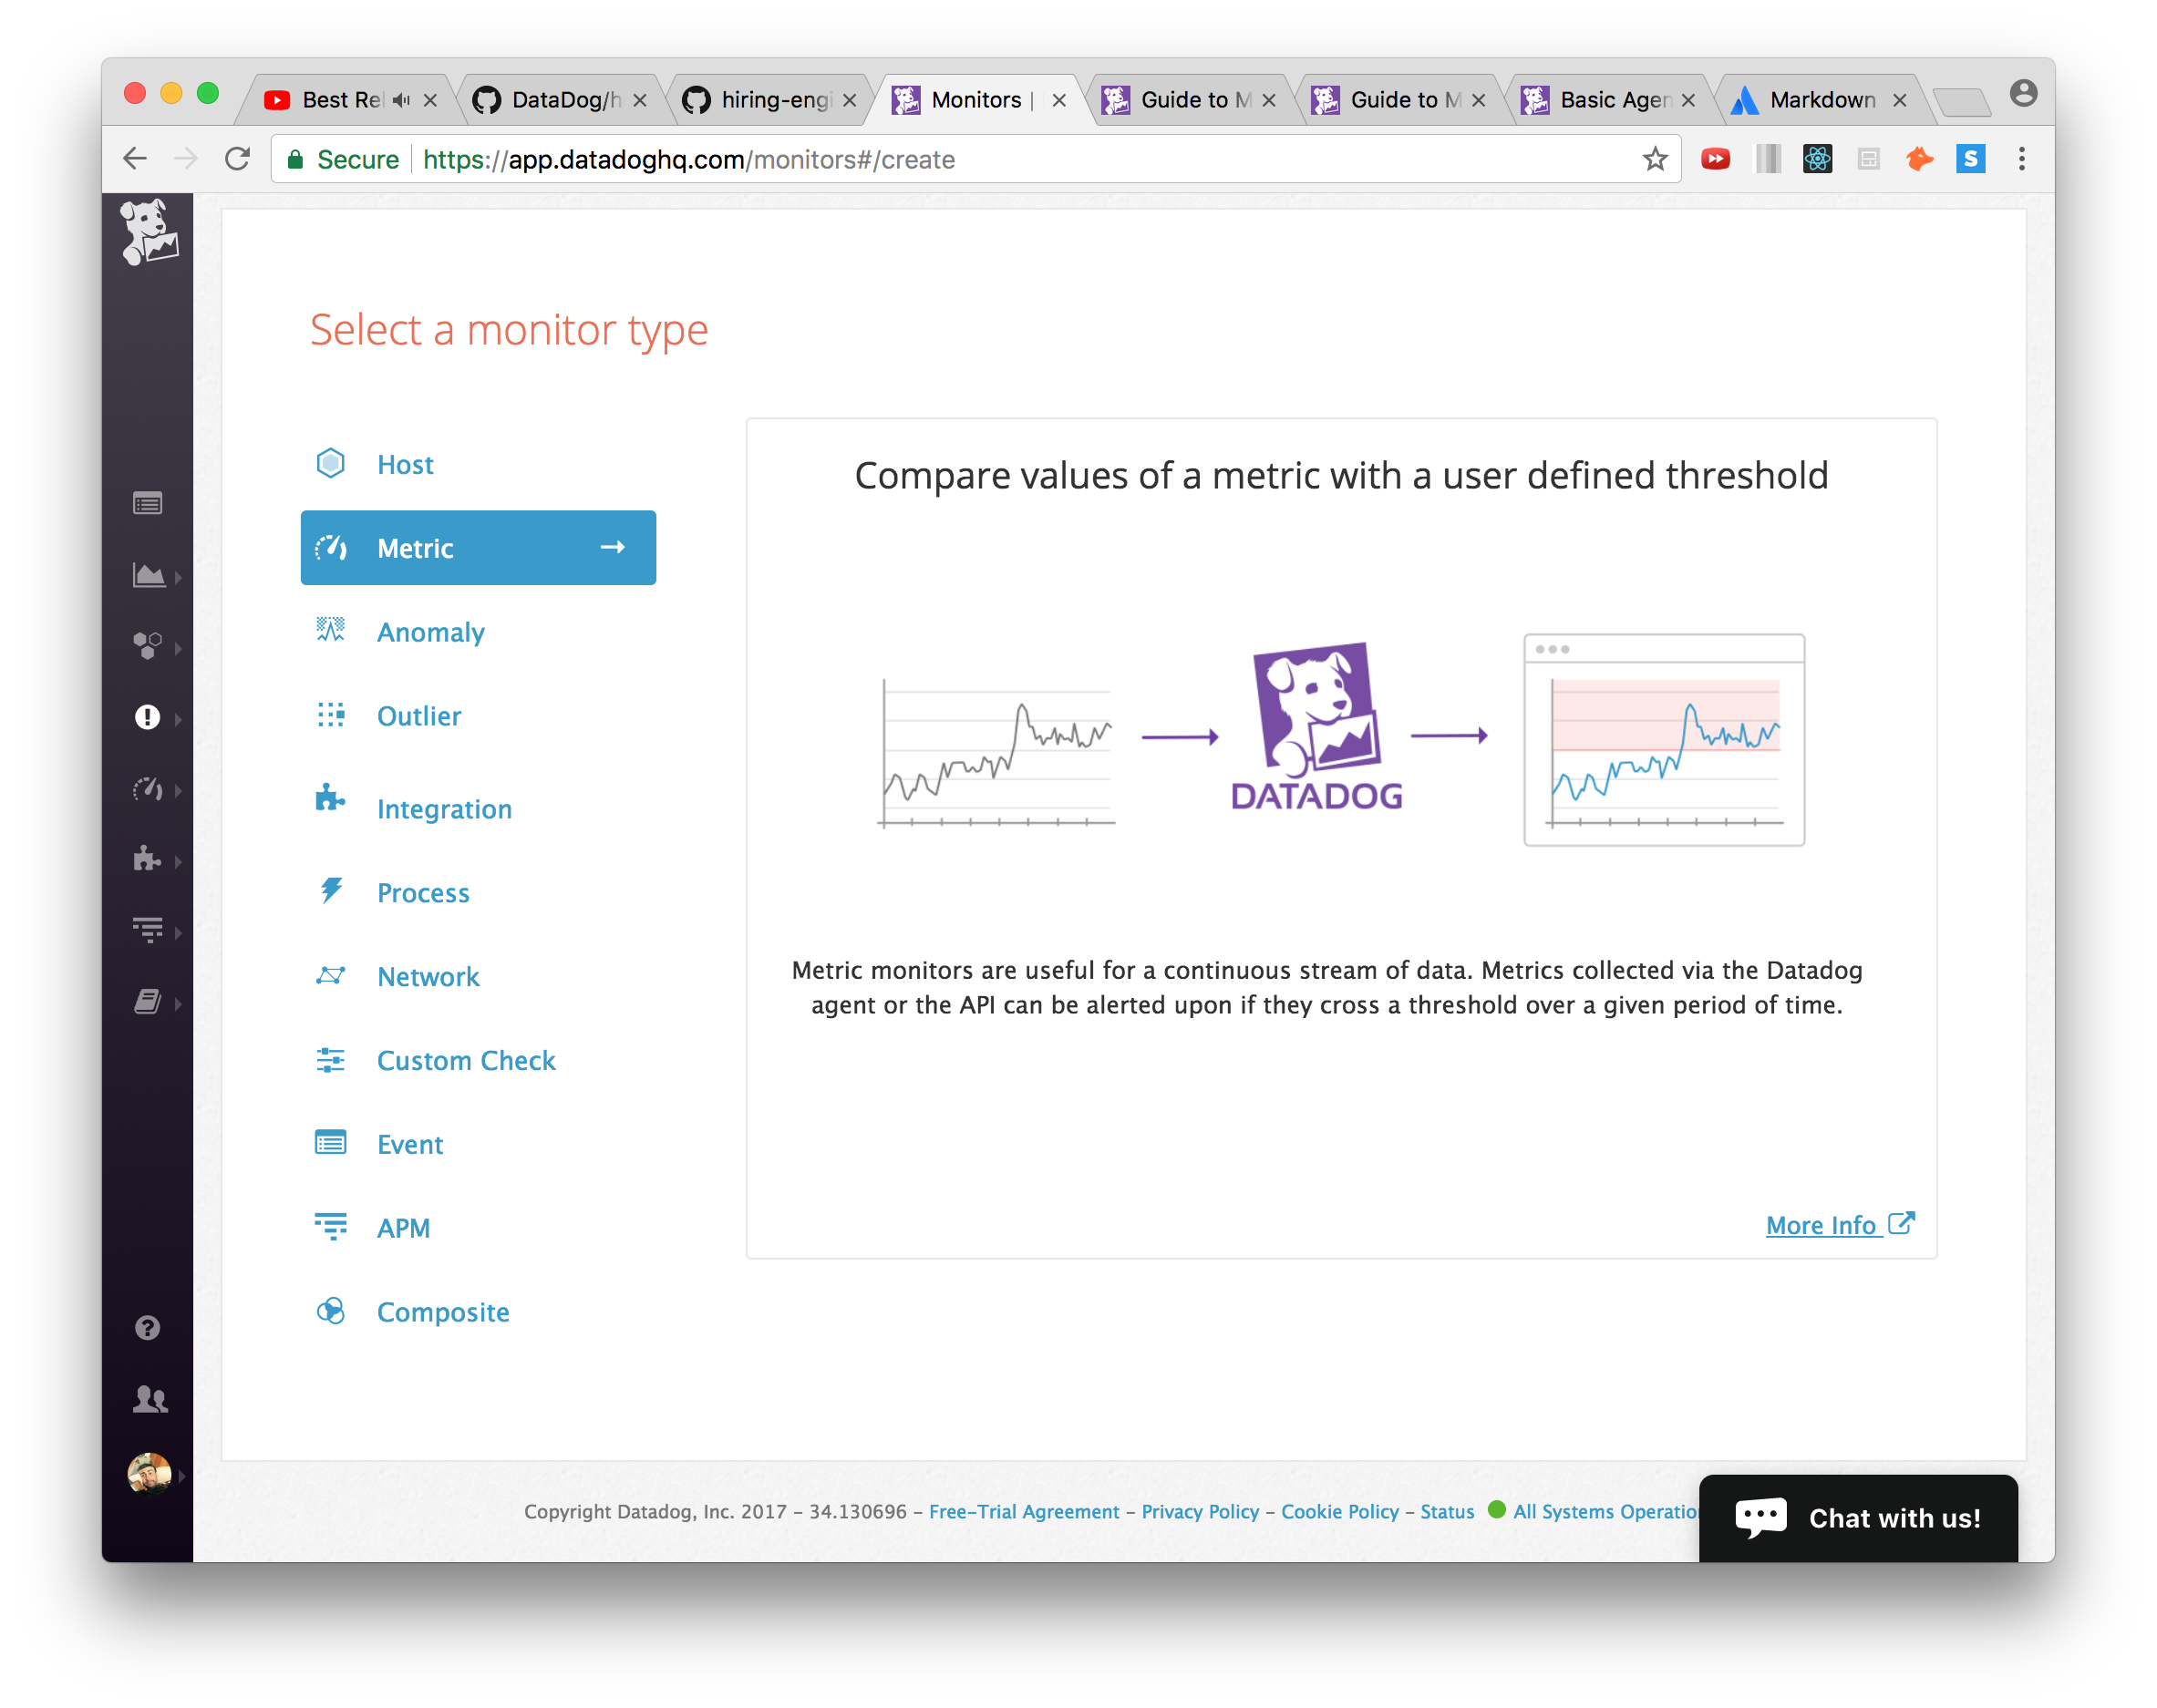 Best Rel
DataDog/h
hiring-engi
Monitors |
Guide to M
Guide to M
Basic Agen
Markdown
Secure
https://app.datadoghq.com/monitors#/create
S
Select a monitor type
Host
Metric
Anomaly
Outlier
Integration
Process
Network
Custom Check
Event
APM
Composite
Compare values of a metric with a user defined threshold
DATADOG
Metric monitors are useful for a continuous stream of data. Metrics collected via the Datadog
agent or the API can be alerted upon if they cross a threshold over a given period of time.
More Info
Copyright Datadog, Inc. 2017 – 34.130696 – Free-Trial Agreement – Privacy Policy – Cookie Policy – Status All Systems Operation
Chat with us!